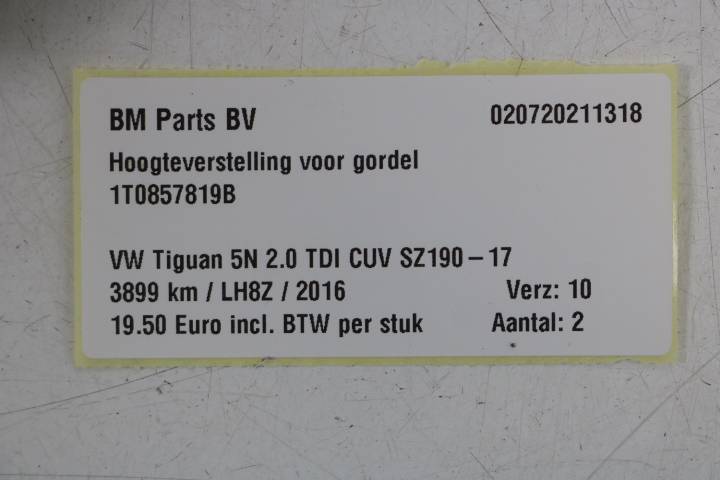 BM Parts BV 020720211318
Hoogteverstelling voor gordel
1T0857819B
VW Tiguan 5N 2.0 TDI CUV SZ190-17
3899 km / LH8Z / 2016 Verz: 10
19.50 Euro incl. BTW per stuk Aantal: 2